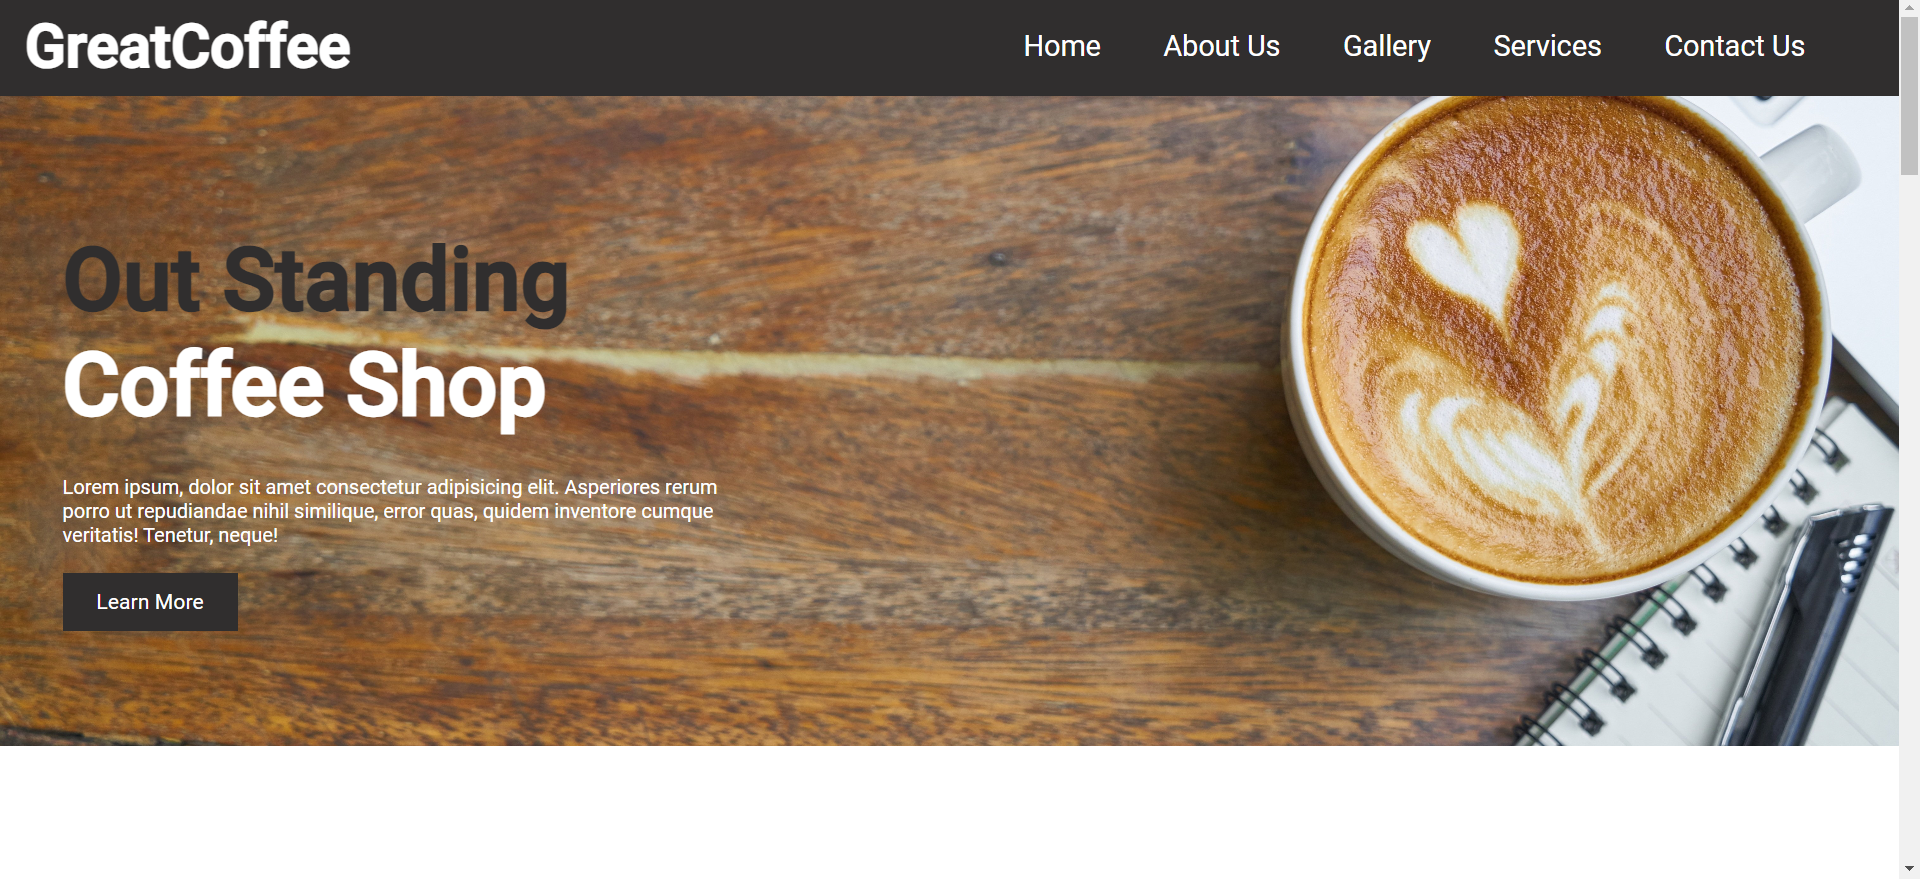 GreatCoffee
Home About Us Gallery Services Contact Us
Out Standing
Coffee Shop
Lorem ipsum, dolor sit amet consectetur adipisicing elit. Asperiores rerum
porro ut repudiandae nihil similique, error quas, quidem inventore cumque
veritatis! Tenetur, neque!
Learn More